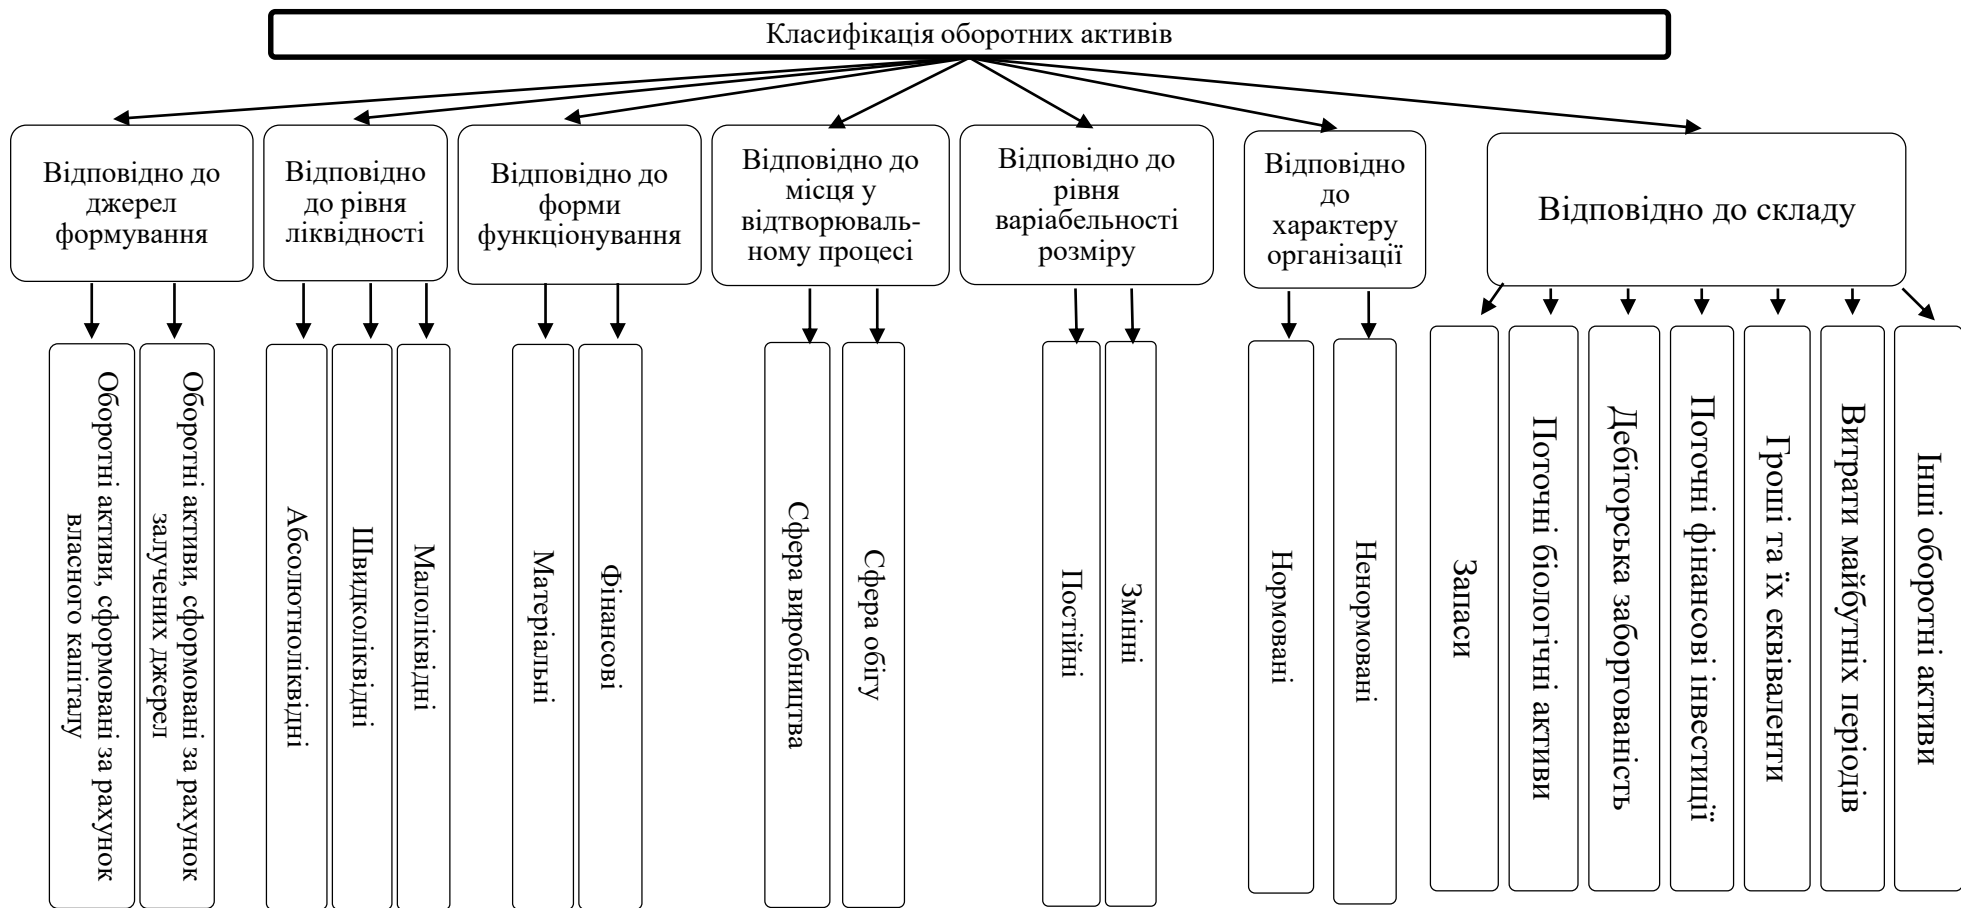 Класифікація оборотних активів
Відповідно до
джерел
формування
Відповідно
до рівня
ліквідності
Відповідно до
форми
функціонування
Відповідно до
місця у
відтворюваль-
ному процесі
Відповідно до
рівня
варіабельності
розміру
Відповідно
до
характеру
організації
Відповідно до складу
Оборотні активи, сформовані за рахунок
власного капіталу
Оборотні активи, сформовані за рахунок
залучених джерел
Абсолютноліквідні
Швидколіквідні
Малоліквідні
Матеріальні
Фінансові
Сфера виробництва
Сфера обігу
Постійні
Змінні
Нормовані
Ненормовані
Запаси
Поточні біологічні активи
Дебіторська заборгованість
Поточні фінансові інвестиції
Гроші та їх еквіваленти
Витрати майбутніх періодів
Інші оборотні активи